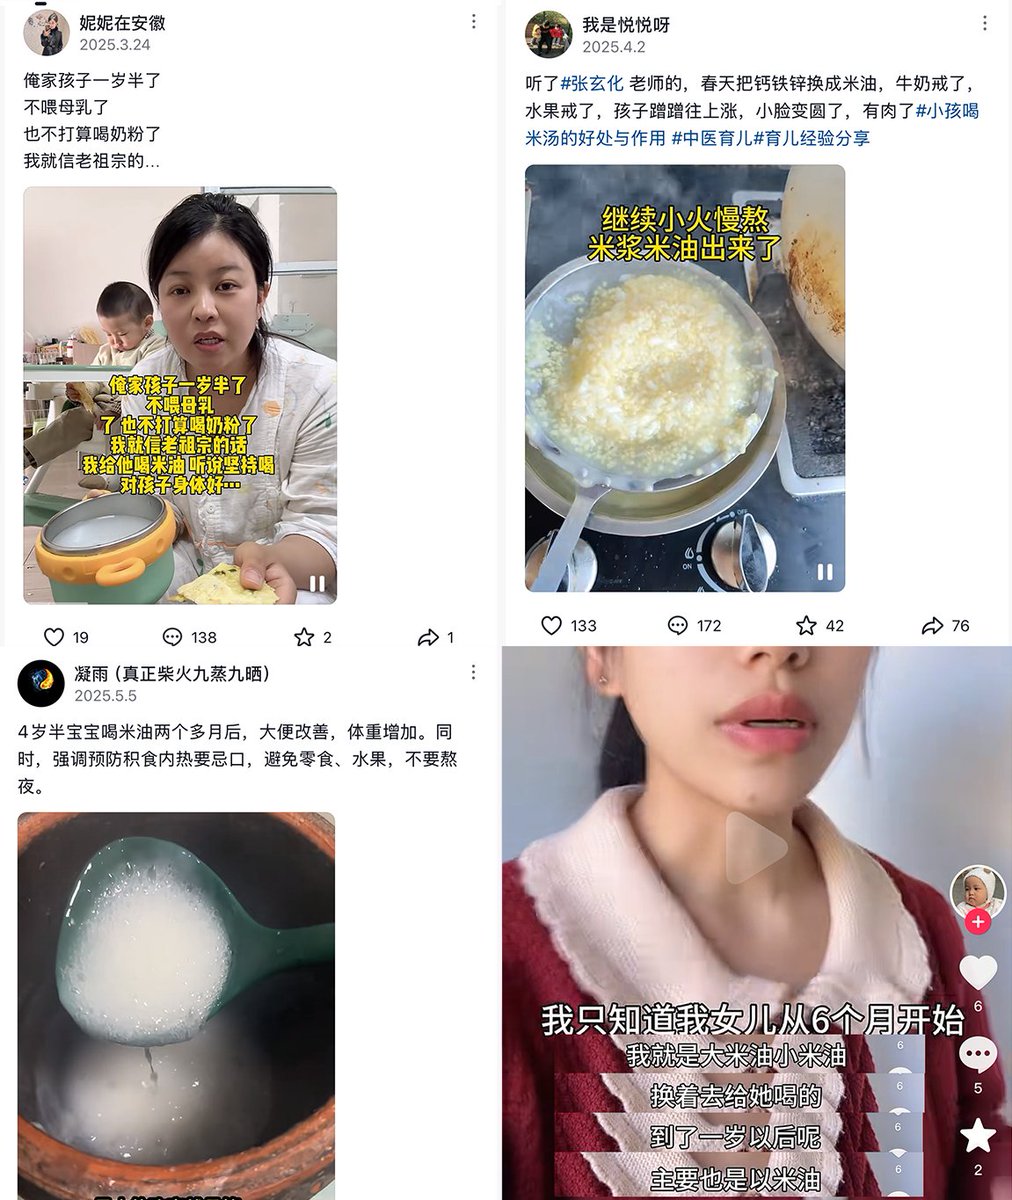 妮妮在安徽
2025.3.24
俺家孩子一岁半了
不喂母乳了
也不打算喝奶粉了
我就信老祖宗的...
俺家孩子一岁半了
不喂母乳
了 也不打算喝奶粉了
我就信老祖宗的话
我给他喝米油 听说坚持喝
对孩子身体好…
19
138
2
1
我是悦悦呀
2025.4.2
听了#张玄化 老师的，春天把钙铁锌换成米油，牛奶戒了，
水果戒了，孩子蹭蹭往上涨，小脸变圆了，有肉了#小孩喝
米汤的好处与作用 #中医育儿#育儿经验分享
继续小火慢熬
米浆米油出来了
OFF
ON
133
172
42
76
凝雨 (真正柴火九蒸九晒)
2025.5.5
4岁半宝宝喝米油两个多月后，大便改善，体重增加。同
时，强调预防积食内热要忌口，避免零食、水果，不要熬
夜。
我只知道我女儿从6个月开始
我就是大米油小米油
换着去给她喝的
到了一岁以后呢
主要也是以米油
6
5
2
6
6
6
6